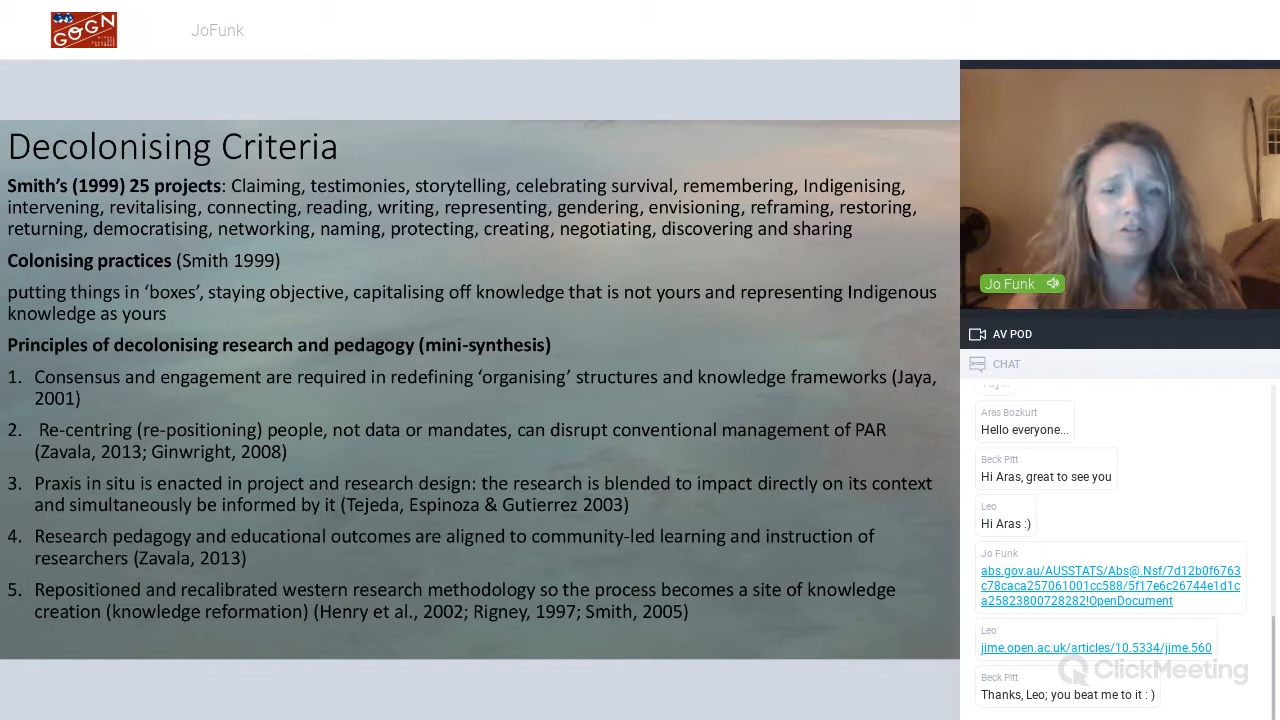 GOGN
JoFunk
Decolonising Criteria
Smith's (1999) 25 projects: Claiming, testimonies, storytelling, celebrating survival, remembering, Indigenising,
intervening, revitalising, connecting, reading, writing, representing, gendering, envisioning, reframing, restoring,
returning, democratising, networking, naming, protecting, creating, negotiating, discovering and sharing
Colonising practices (Smith 1999)
putting things in ‘boxes’, staying objective, capitalising off knowledge that is not yours and representing Indigenous
knowledge as yours
Principles of decolonising research and pedagogy (mini-synthesis)
1. Consensus and engagement are required in redefining ‘organising’ structures and knowledge frameworks (Jaya,
2001)
2. Re-centring (re-positioning) people, not data or mandates, can disrupt conventional management of PAR
(Zavala, 2013; Ginwright, 2008)
3. Praxis in situ is enacted in project and research design: the research is blended to impact directly on its context
and simultaneously be informed by it (Tejeda, Espinoza & Gutierrez 2003)
4. Research pedagogy and educational outcomes are aligned to community-led learning and instruction of
researchers (Zavala, 2013)
5. Repositioned and recalibrated western research methodology so the process becomes a site of knowledge
creation (knowledge reformation) (Henry et al., 2002; Rigney, 1997; Smith, 2005)
Jo Funk
AV POD
CHAT
Aras Bozkurt
Hello everyone...
Beck Pitt
Hi Aras, great to see you
Leo
Hi Aras :)
Jo Funk
abs.gov.au/AUSSTATS/Abs@.Nsf/7d12b0f6763
c78caca257061001cc588/5f17e6c26744e1d1c
a25823800728282!OpenDocument
Leo
jime.open.ac.uk/articles/10.5334/jime.560
ClickMeeting
Beck Pitt
Thanks, Leo; you beat me to it : )